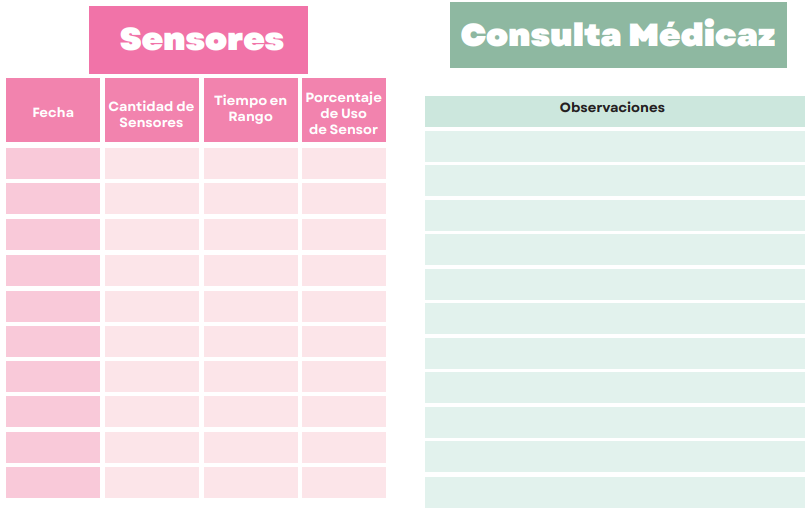 Sensores
Fecha
Cantidad de
Sensores
Tiempo en
Rango
Porcentaje
de Uso
de Sensor
Consulta Médicaz
Observaciones